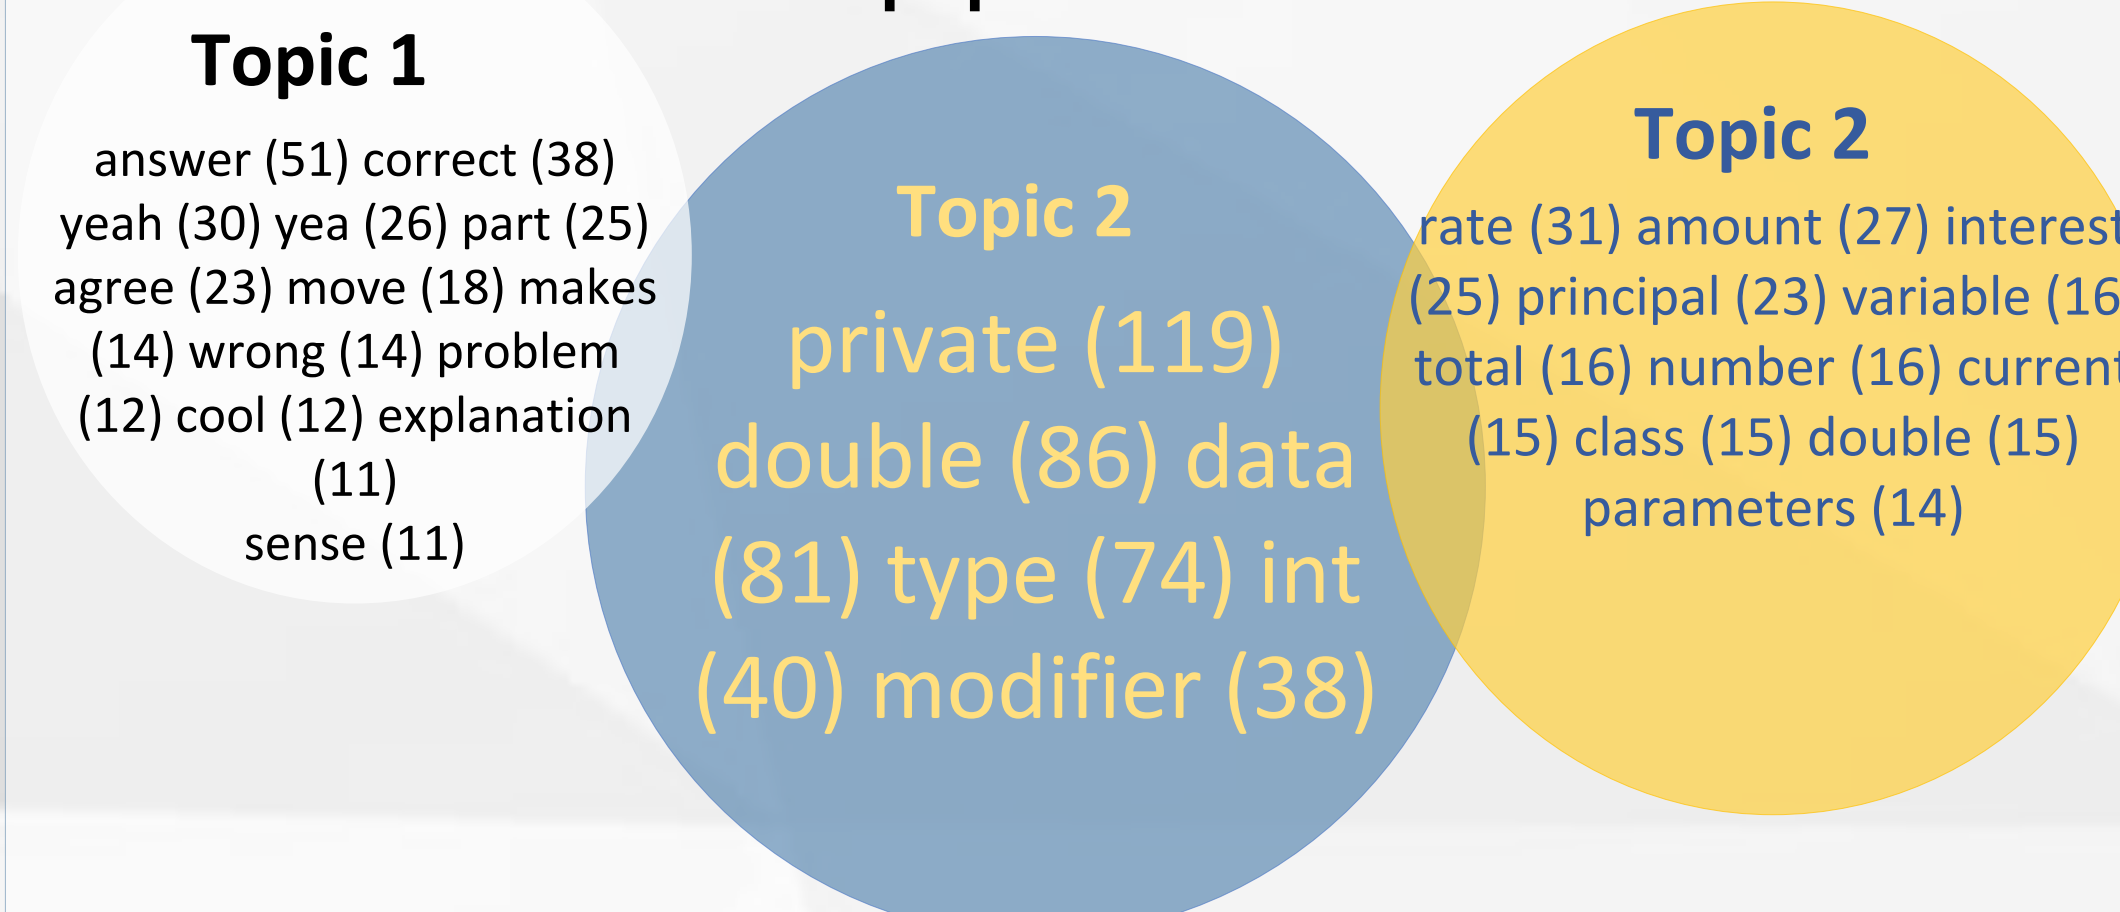 Topic 1
answer (51) correct (38)
yeah (30) yea (26) part (25)
agree (23) move (18) makes
(14) wrong (14) problem
(12) cool (12) explanation
(11)
sense (11)
Topic 2
private (119)
double (86) data
(81) type (74) int
(40) modifier (38)
Topic 2
rate (31) amount (27) interest
(25) principal (23) variable (16
total (16) number (16) current
(15) class (15) double (15)
parameters (14)